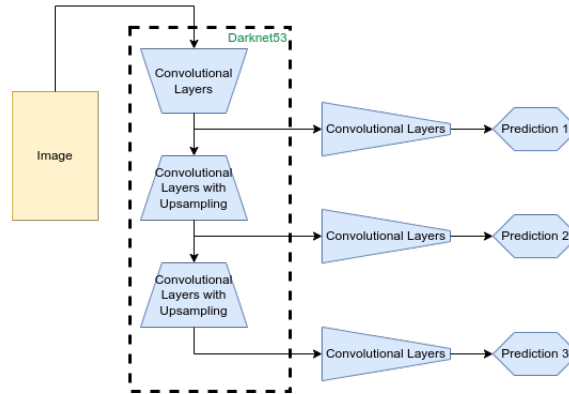 Darknet53
Convolutional
Layers
Image
Convolutional Layers
Prediction 1
Convolutional
Layers with
Upsampling
Convolutional Layers
Prediction 2
Convolutional
Layers with
Upsampling
Convolutional Layers
Prediction 3